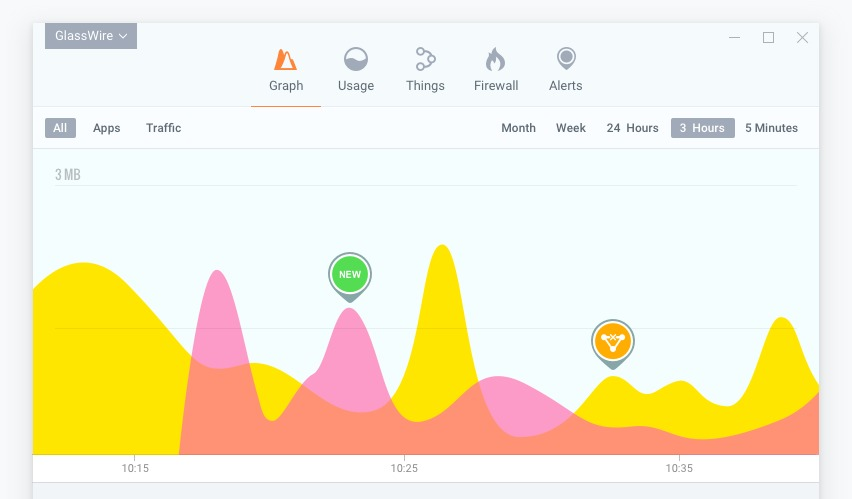 GlassWire
Graph Usage Things Firewall Alerts
All Apps Traffic Month Week 24 Hours 3 Hours 5 Minutes
3 MB
NEW
10:15 10:25 10:35